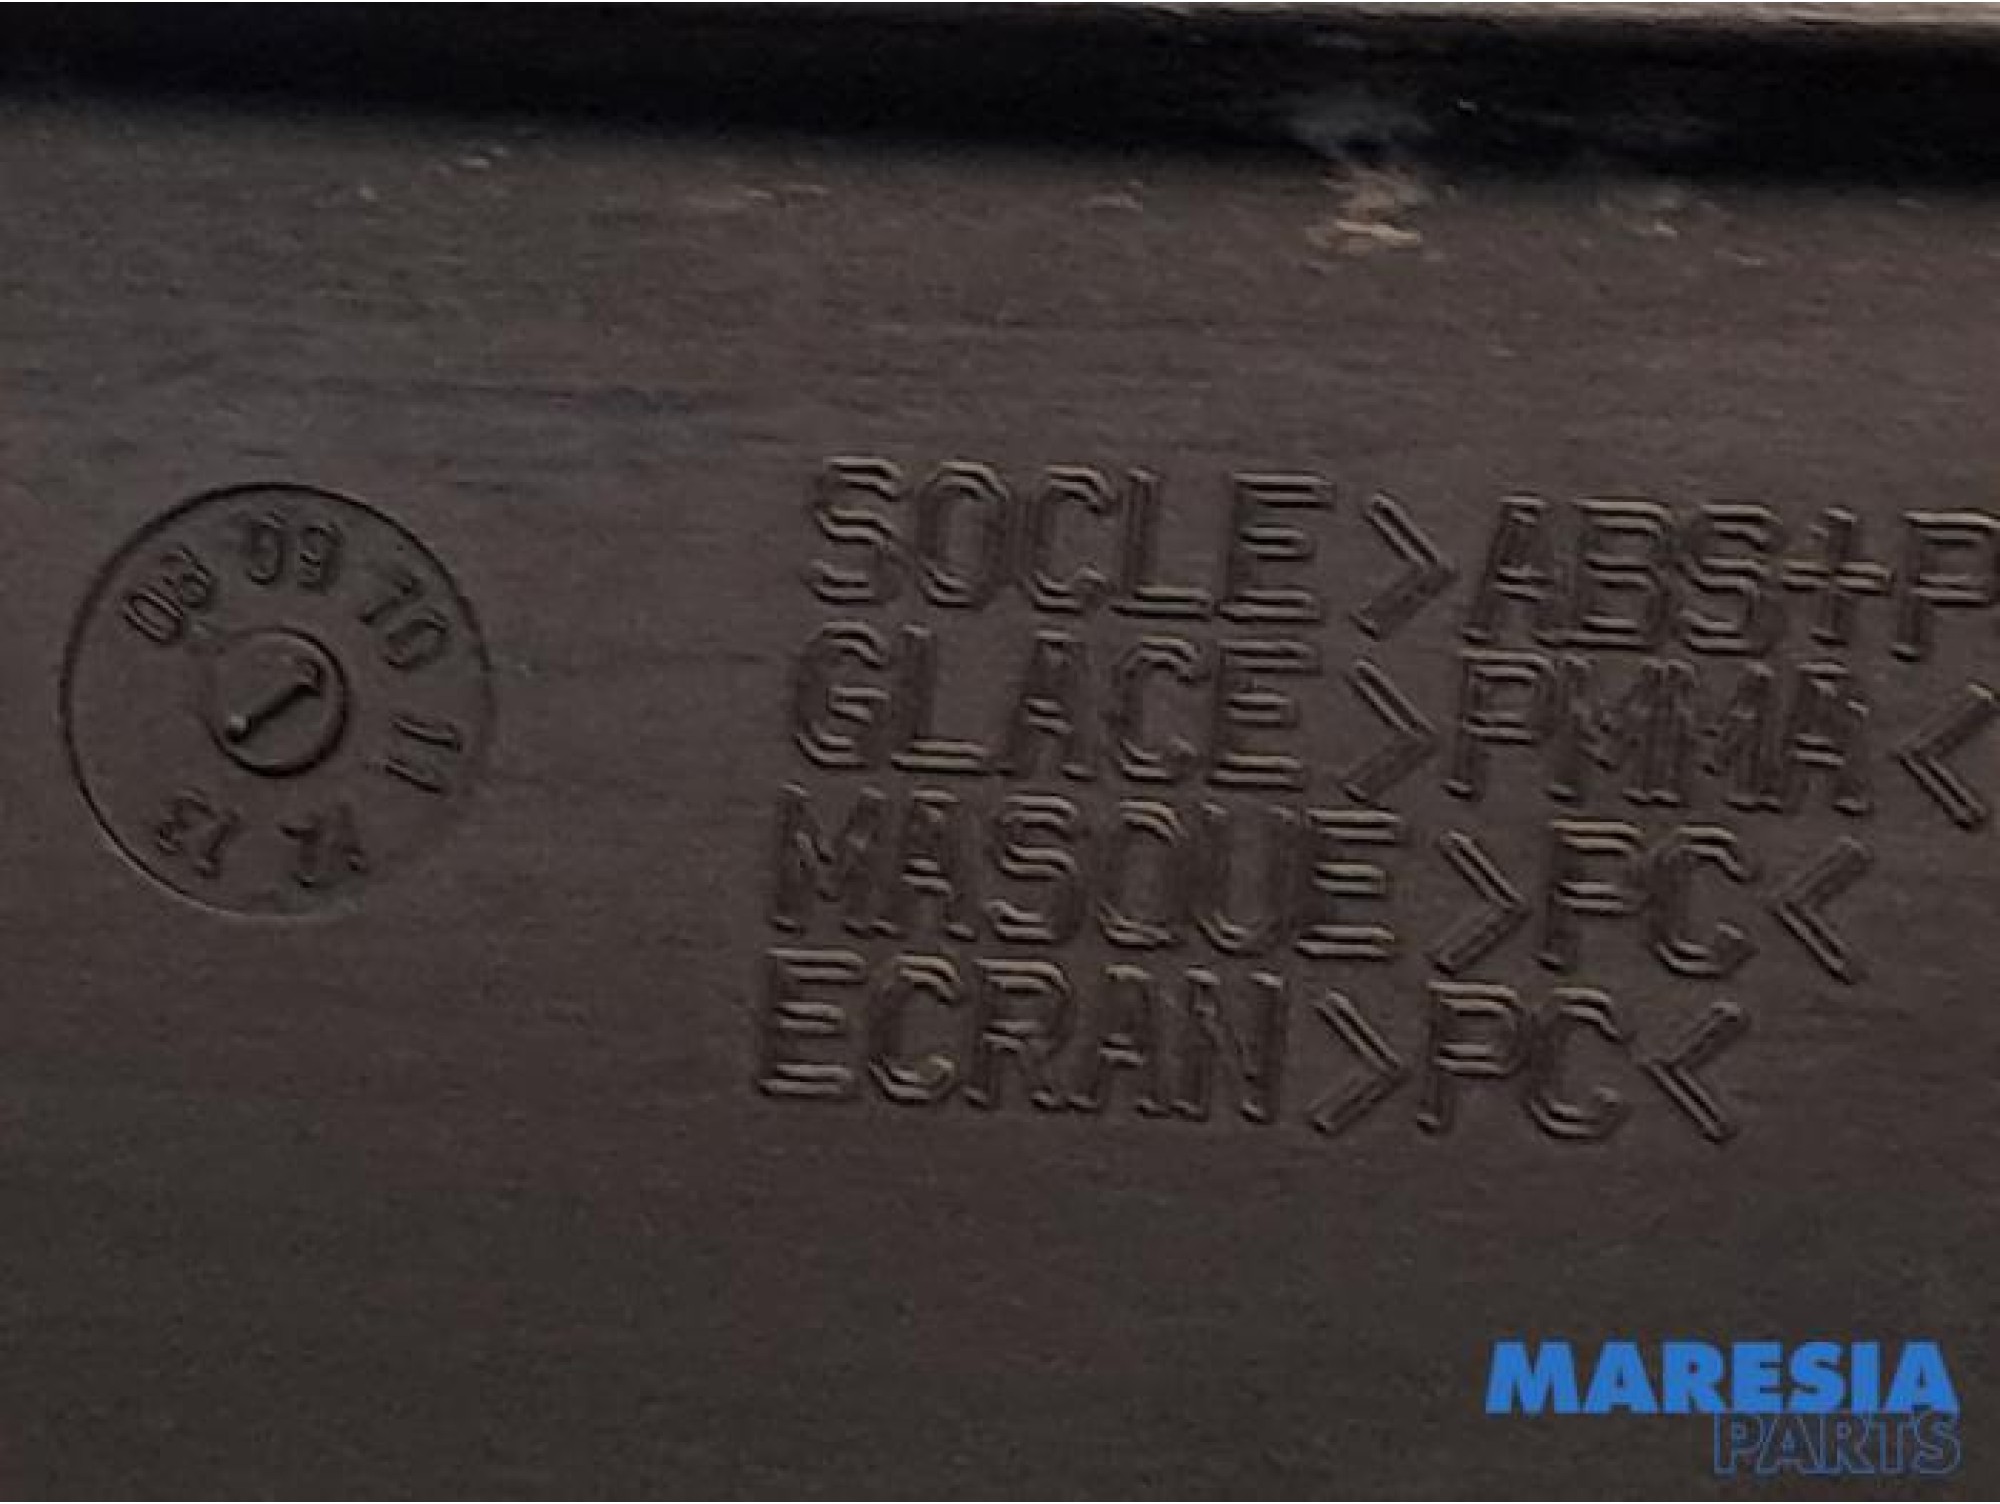 08 09 10 11 14 13
SOCLE>ABS+P
GLACE>PMMA<
MASQUE>PC<
ECRAN>PC<
MARESIA
PARTS